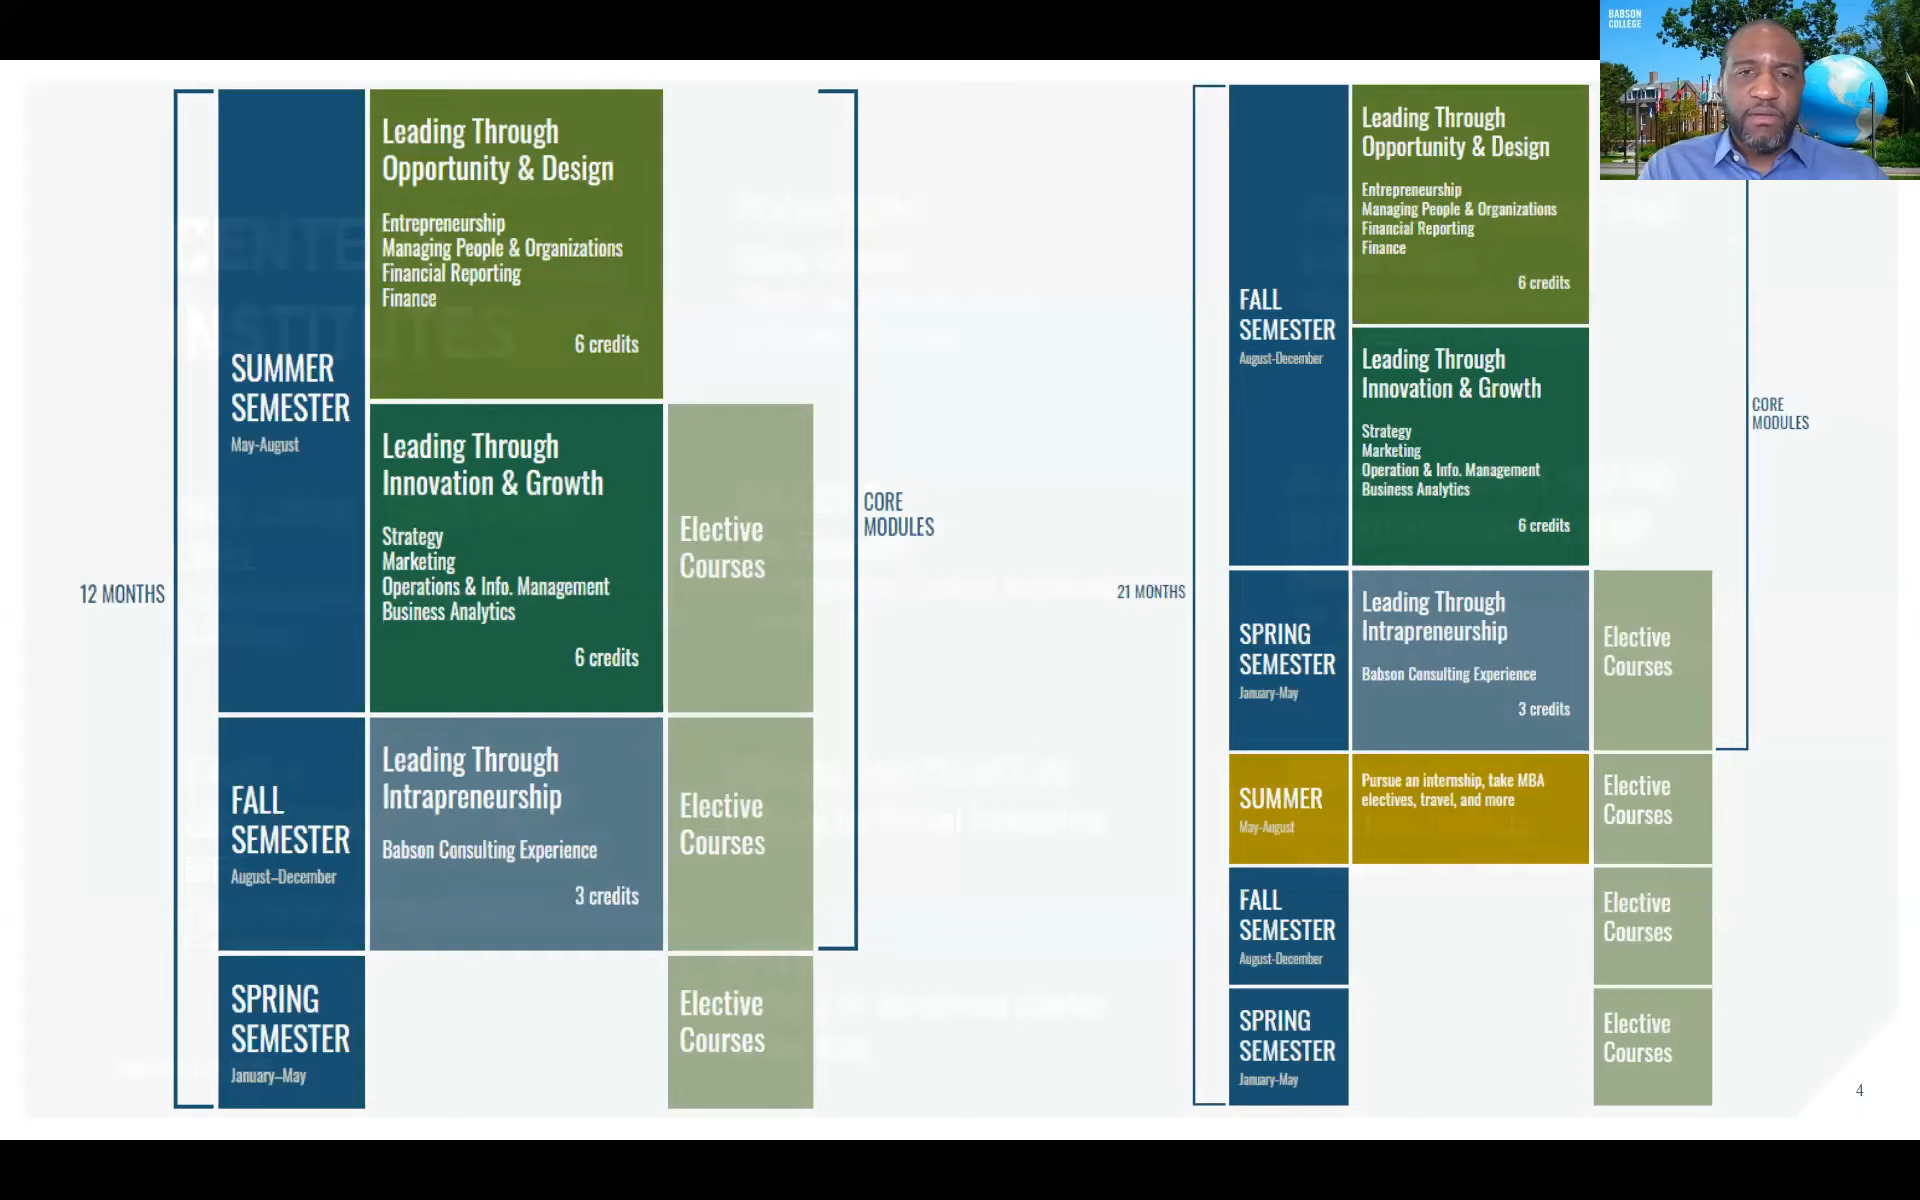 BABSON
COLLEGE
12 MONTHS
SUMMER
SEMESTER
May-August
Leading Through
Opportunity & Design
Entrepreneurship
Managing People & Organizations
Financial Reporting
Finance
6 credits
Leading Through
Innovation & Growth
Strategy
Marketing
Operations & Info. Management
Business Analytics
6 credits
Elective
Courses
FALL
SEMESTER
August–December
Leading Through
Intrapreneurship
Babson Consulting Experience
3 credits
Elective
Courses
SPRING
SEMESTER
January–May
Elective
Courses
CORE
MODULES
21 MONTHS
FALL
SEMESTER
August-December
Leading Through
Opportunity & Design
Entrepreneurship
Managing People & Organizations
Financial Reporting
Finance
6 credits
Leading Through
Innovation & Growth
Strategy
Marketing
Operation & Info. Management
Business Analytics
6 credits
SPRING
SEMESTER
January-May
Leading Through
Intrapreneurship
Babson Consulting Experience
3 credits
Elective
Courses
SUMMER
May-August
Pursue an internship, take MBA
electives, travel, and more
Elective
Courses
FALL
SEMESTER
August-December
Elective
Courses
SPRING
SEMESTER
January-May
Elective
Courses
CORE
MODULES
4